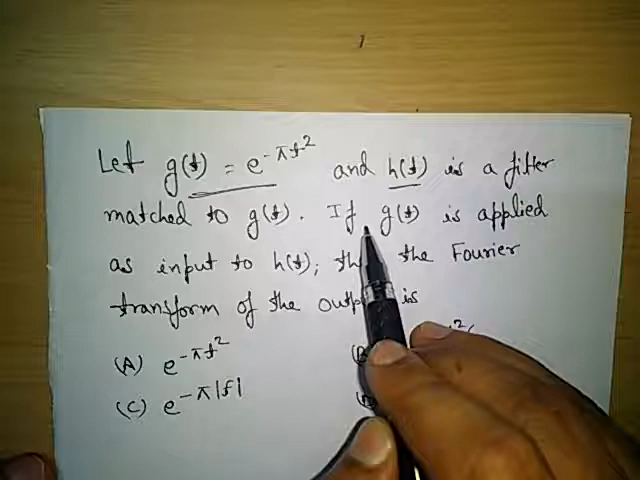 Let g(t) = e^{-πt²} and h(t) is a filter
matched to g(t). If g(t) is applied
as input to h(t); the Fourier
transform of the is
(A) e^{-πf²}
(C) e^{-π|f|}